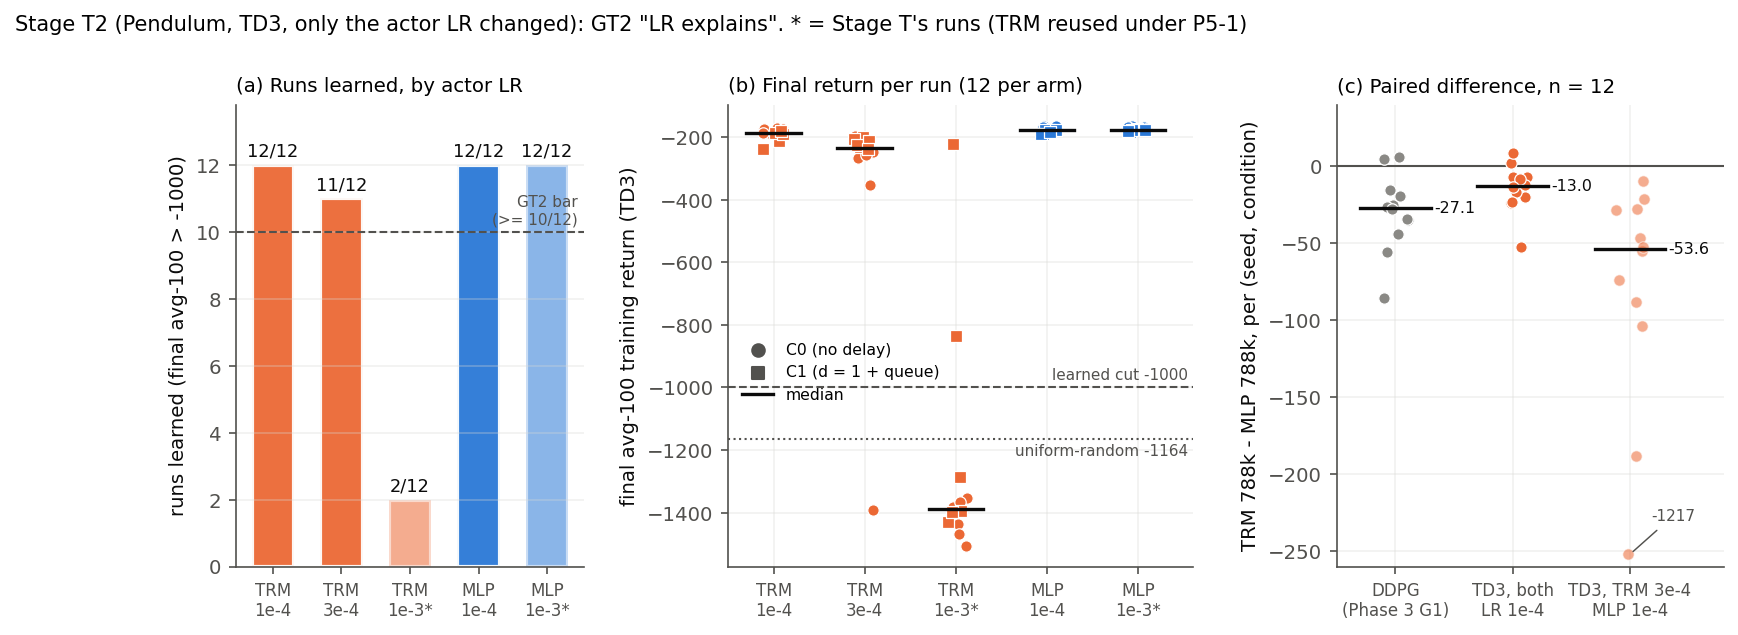 Stage T2 (Pendulum, TD3, only the actor LR changed): GT2 "LR explains". * = Stage T's runs (TRM reused under P5-1)
(a) Runs learned, by actor LR
runs learned (final avg-100 > -1000)
12
10
8
6
4
2
0
12/12
11/12
2/12
12/12
12/12
GT2 bar
(>= 10/12)
TRM
1e-4
TRM
3e-4
TRM
1e-3*
MLP
1e-4
MLP
1e-3*
(b) Final return per run (12 per arm)
final avg-100 training return (TD3)
−200
−400
−600
−800
−1000
−1200
−1400
C0 (no delay)
C1 (d = 1 + queue)
median
learned cut -1000
uniform-random -1164
TRM
1e-4
TRM
3e-4
TRM
1e-3*
MLP
1e-4
MLP
1e-3*
(c) Paired difference, n = 12
TRM 788k - MLP 788k, per (seed, condition)
0
−50
−100
−150
−200
−250
-27.1
-13.0
-53.6
-1217
DDPG
(Phase 3 G1)
TD3, both
LR 1e-4
TD3, TRM 3e-4
MLP 1e-4